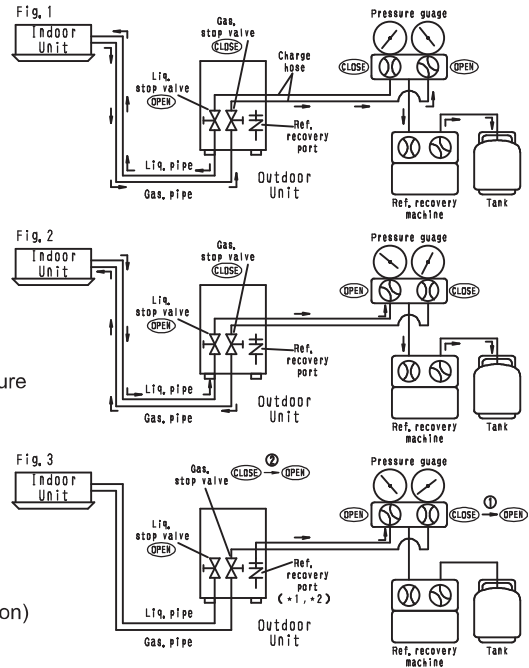 Fig. 1
Indoor
Unit
Gas.
stop valve
CLOSE
Liq.
stop valve
OPEN
Charge
hose
Pressure guage
CLOSE
OPEN
Ref.
recovery
port
Liq. pipe
Gas. pipe
Outdoor
Unit
Ref. recovery
machine
Tank
Fig. 2
Indoor
Unit
Gas.
stop valve
CLOSE
Liq.
stop valve
OPEN
Pressure guage
OPEN
CLOSE
Ref.
recovery
port
ure
Liq. pipe
Gas. pipe
Outdoor
Unit
Ref. recovery
machine
Tank
Fig. 3
Indoor
Unit
Gas.
stop valve
②
CLOSE → OPEN
Liq.
stop valve
OPEN
Pressure guage
OPEN
①
CLOSE → OPEN
Ref.
recovery
port
(*1, *2)
on)
Liq. pipe
Gas. pipe
Outdoor
Unit
Ref. recovery
machine
Tank